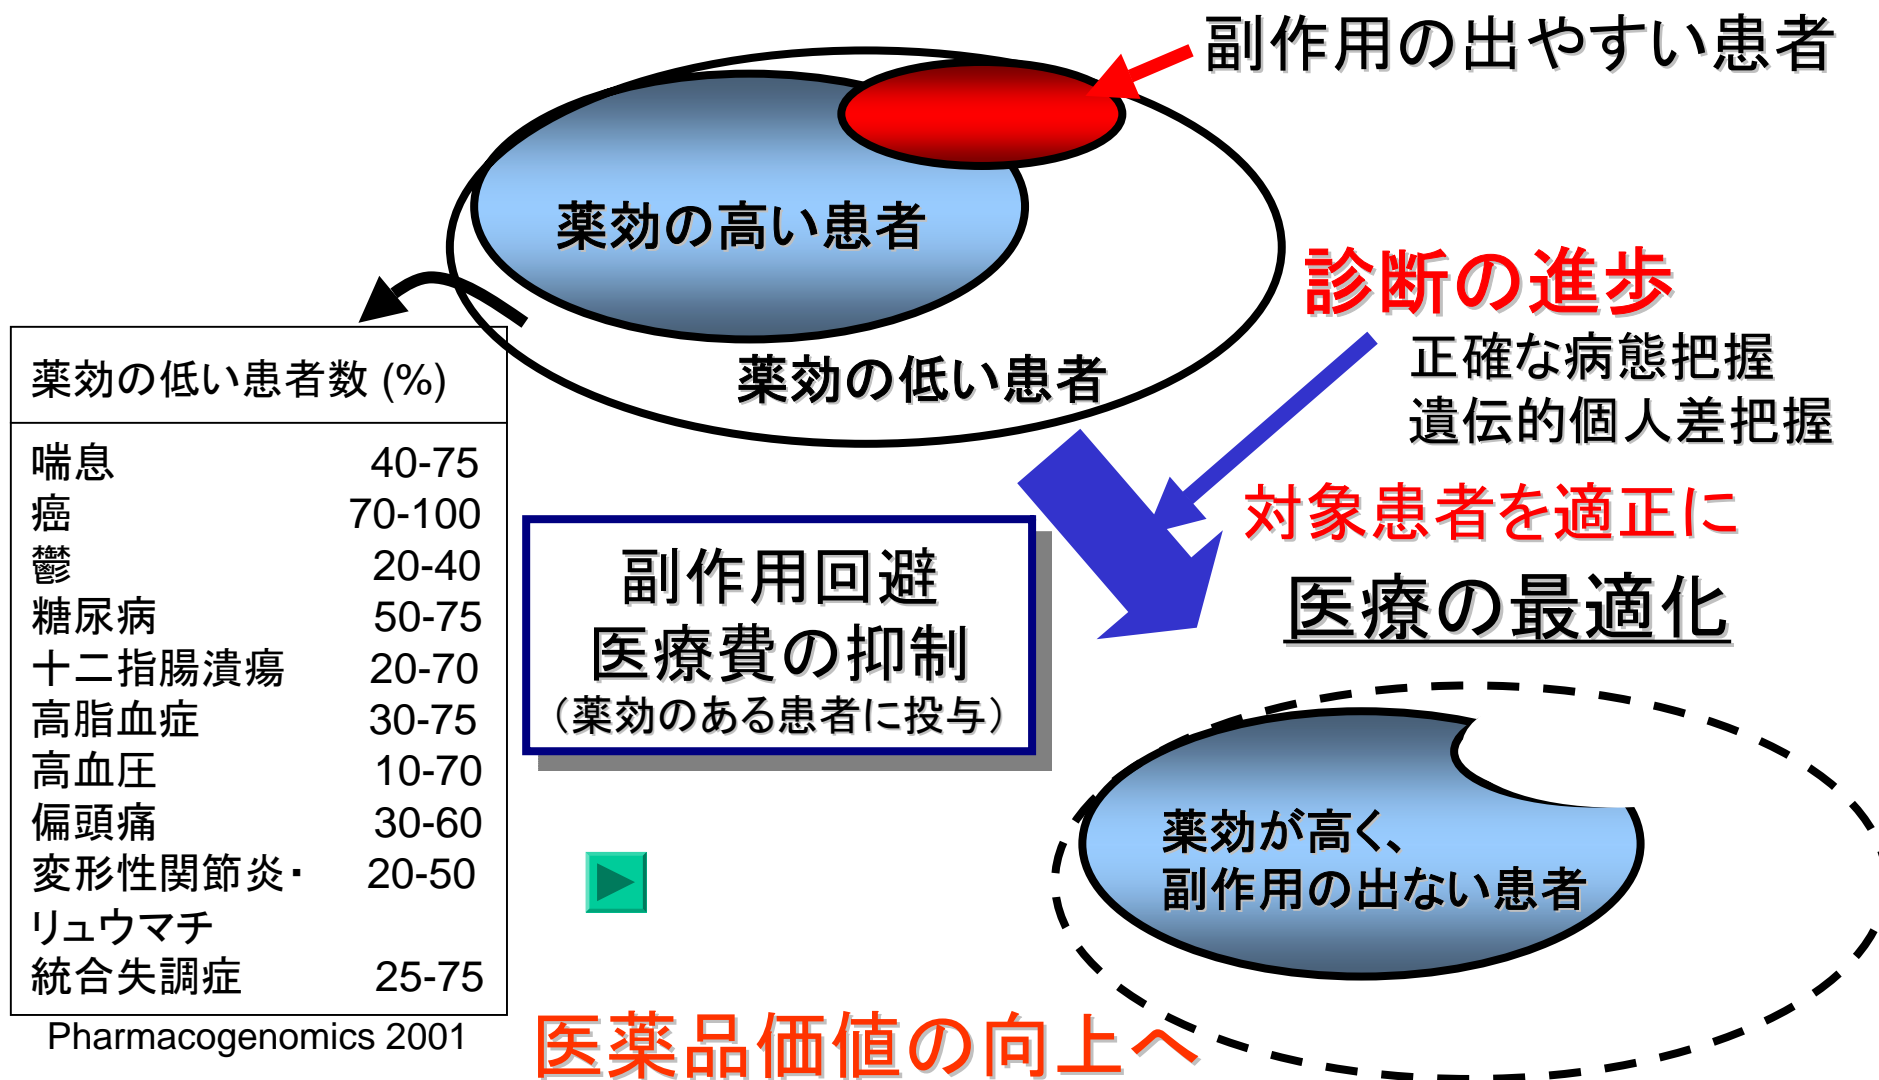 副作用の出やすい患者
薬効の高い患者
薬効の低い患者
診断の進歩
正確な病態把握
遺伝的個人差把握
対象患者を適正に
医療の最適化
薬効の低い患者数 (%)
喘息 40-75
癌 70-100
鬱 20-40
糖尿病 50-75
十二指腸潰瘍 20-70
高脂血症 30-75
高血圧 10-70
偏頭痛 30-60
変形性関節炎・ 20-50
リュウマチ
統合失調症 25-75
Pharmacogenomics 2001
副作用回避
医療費の抑制
（薬効のある患者に投与）
薬効が高く、
副作用の出ない患者
医薬品価値の向上へ